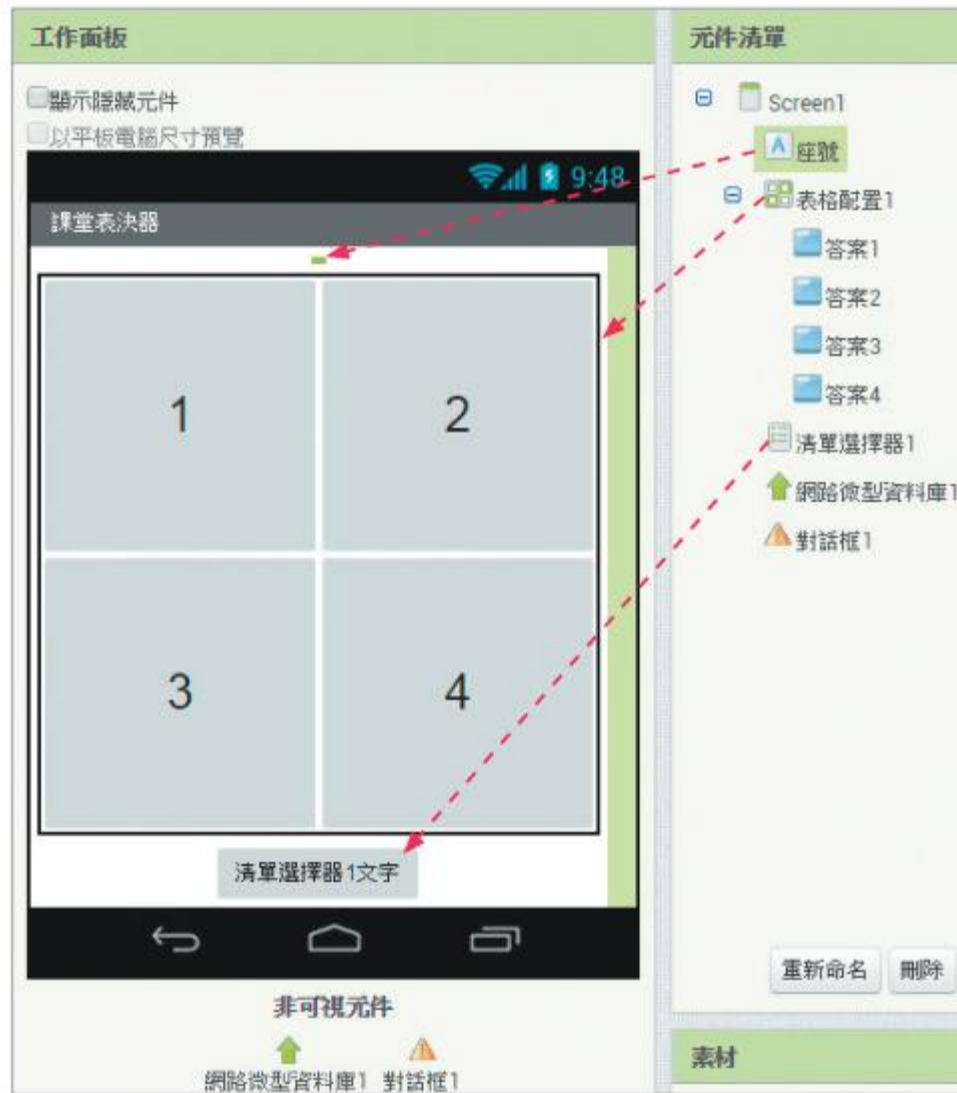 工作面板
顯示隱藏元件
以平板電腦尺寸預覽
9:48
課堂表決器
1
2
3
4
清單選擇器1文字
非可視元件
網路微型資料庫1
對話框1
元件清單
Screen1
A 座號
表格配置1
答案1
答案2
答案3
答案4
清單選擇器1
網路微型資料庫1
對話框1
重新命名
刪除
素材